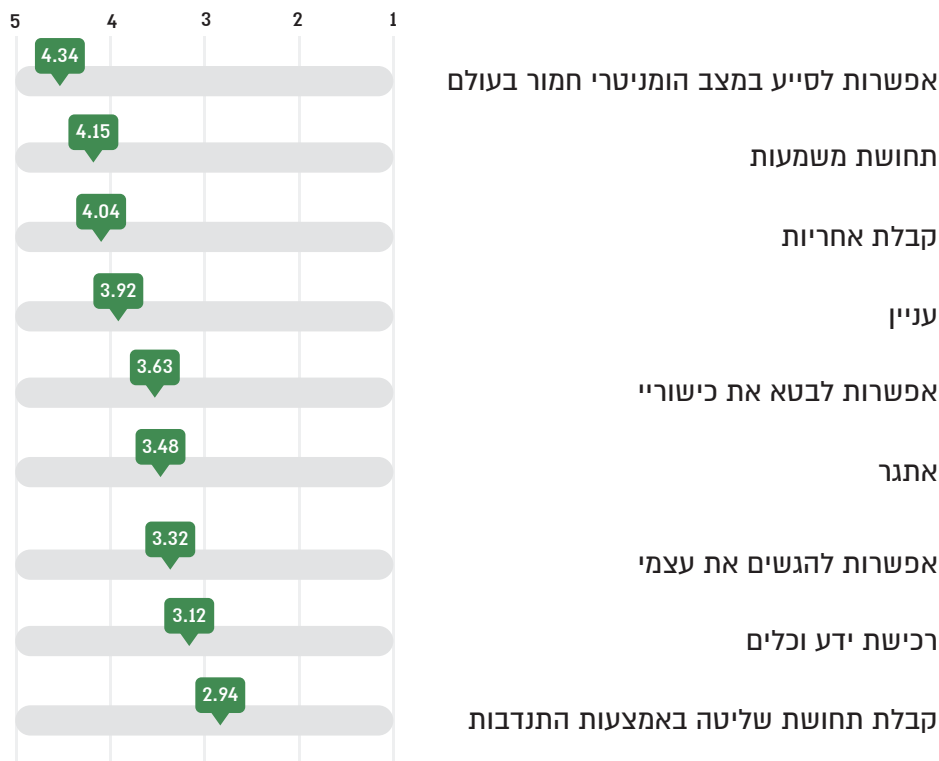 1 2 3 4 5
אפשרות לסייע במצב הומניטרי חמור בעולם 4.34
תחושת משמעות 4.15
קבלת אחריות 4.04
עניין 3.92
אפשרות לבטא את כישוריי 3.63
אתגר 3.48
אפשרות להגשים את עצמי 3.32
רכישת ידע וכלים 3.12
קבלת תחושת שליטה באמצעות התנדבות 2.94